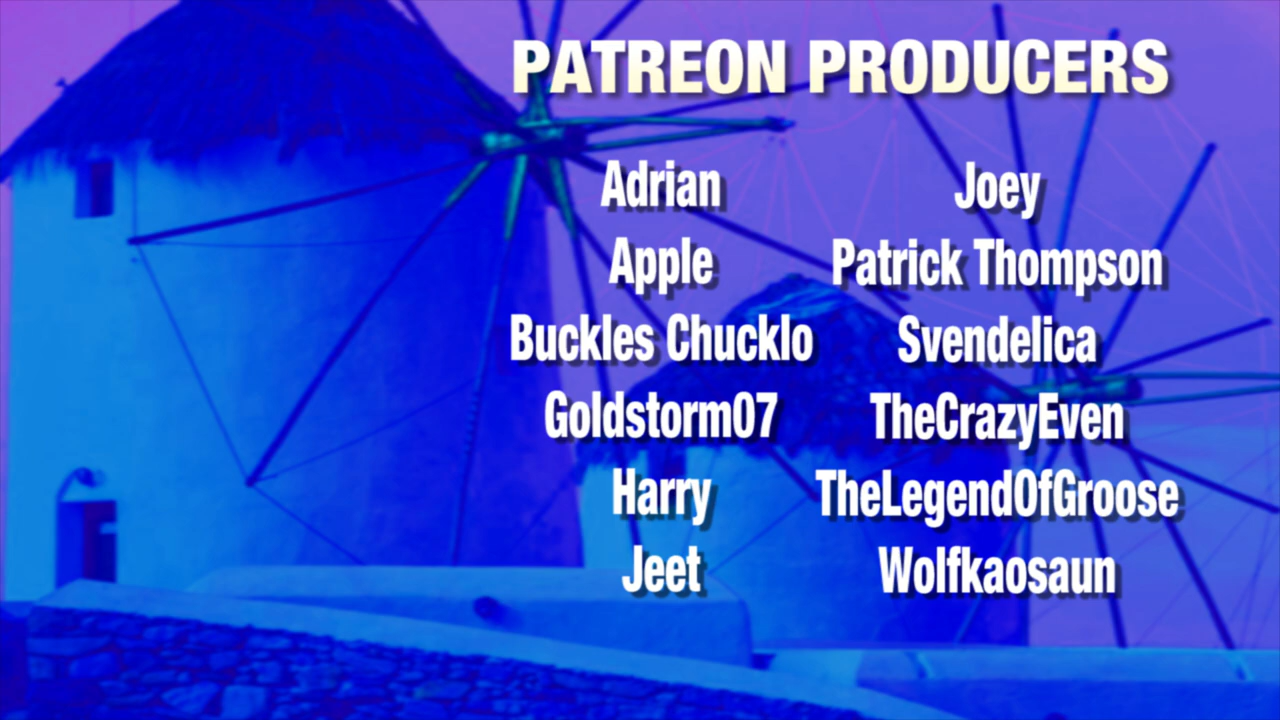 PATREON PRODUCERS
Adrian
Apple
Buckles Chucklo
Goldstorm07
Harry
Jeet
Joey
Patrick Thompson
Svendelica
TheCrazyEven
TheLegendOfGroose
Wolfkaosaun